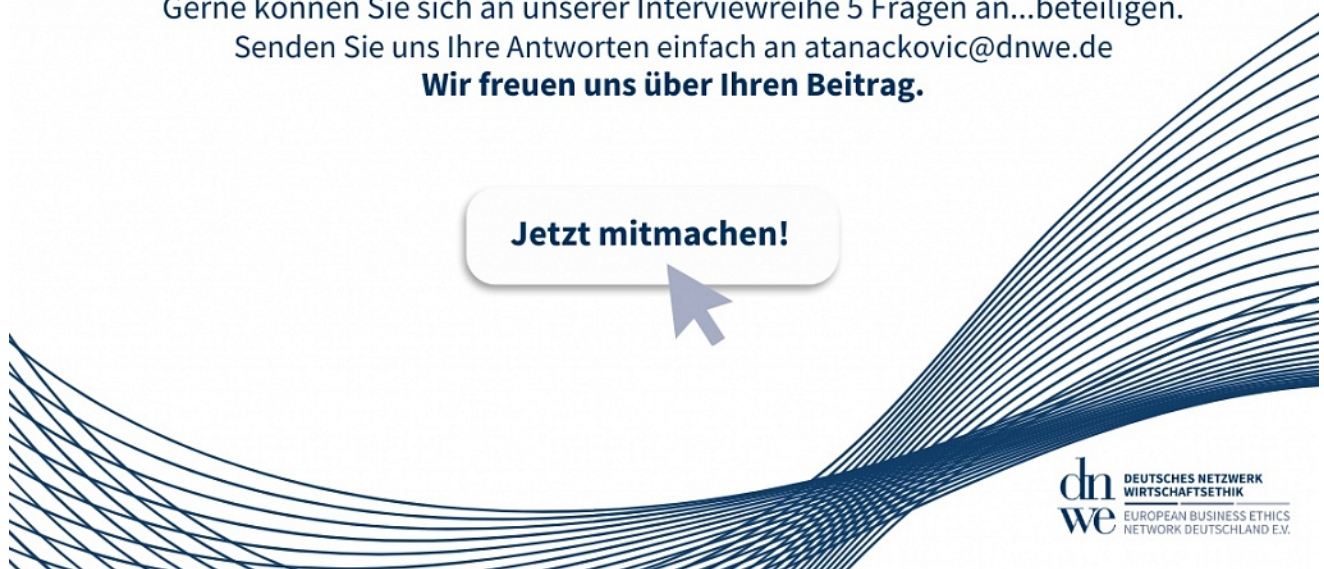 Gerne können Sie sich an unserer Interviewreihe 5 Fragen an...beteiligen.
Senden Sie uns Ihre Antworten einfach an atanackovic@dnwe.de
Wir freuen uns über Ihren Beitrag.
Jetzt mitmachen!
dn
we
DEUTSCHES NETZWERK
WIRTSCHAFTSETHIK
EUROPEAN BUSINESS ETHICS
NETWORK DEUTSCHLAND E.V.